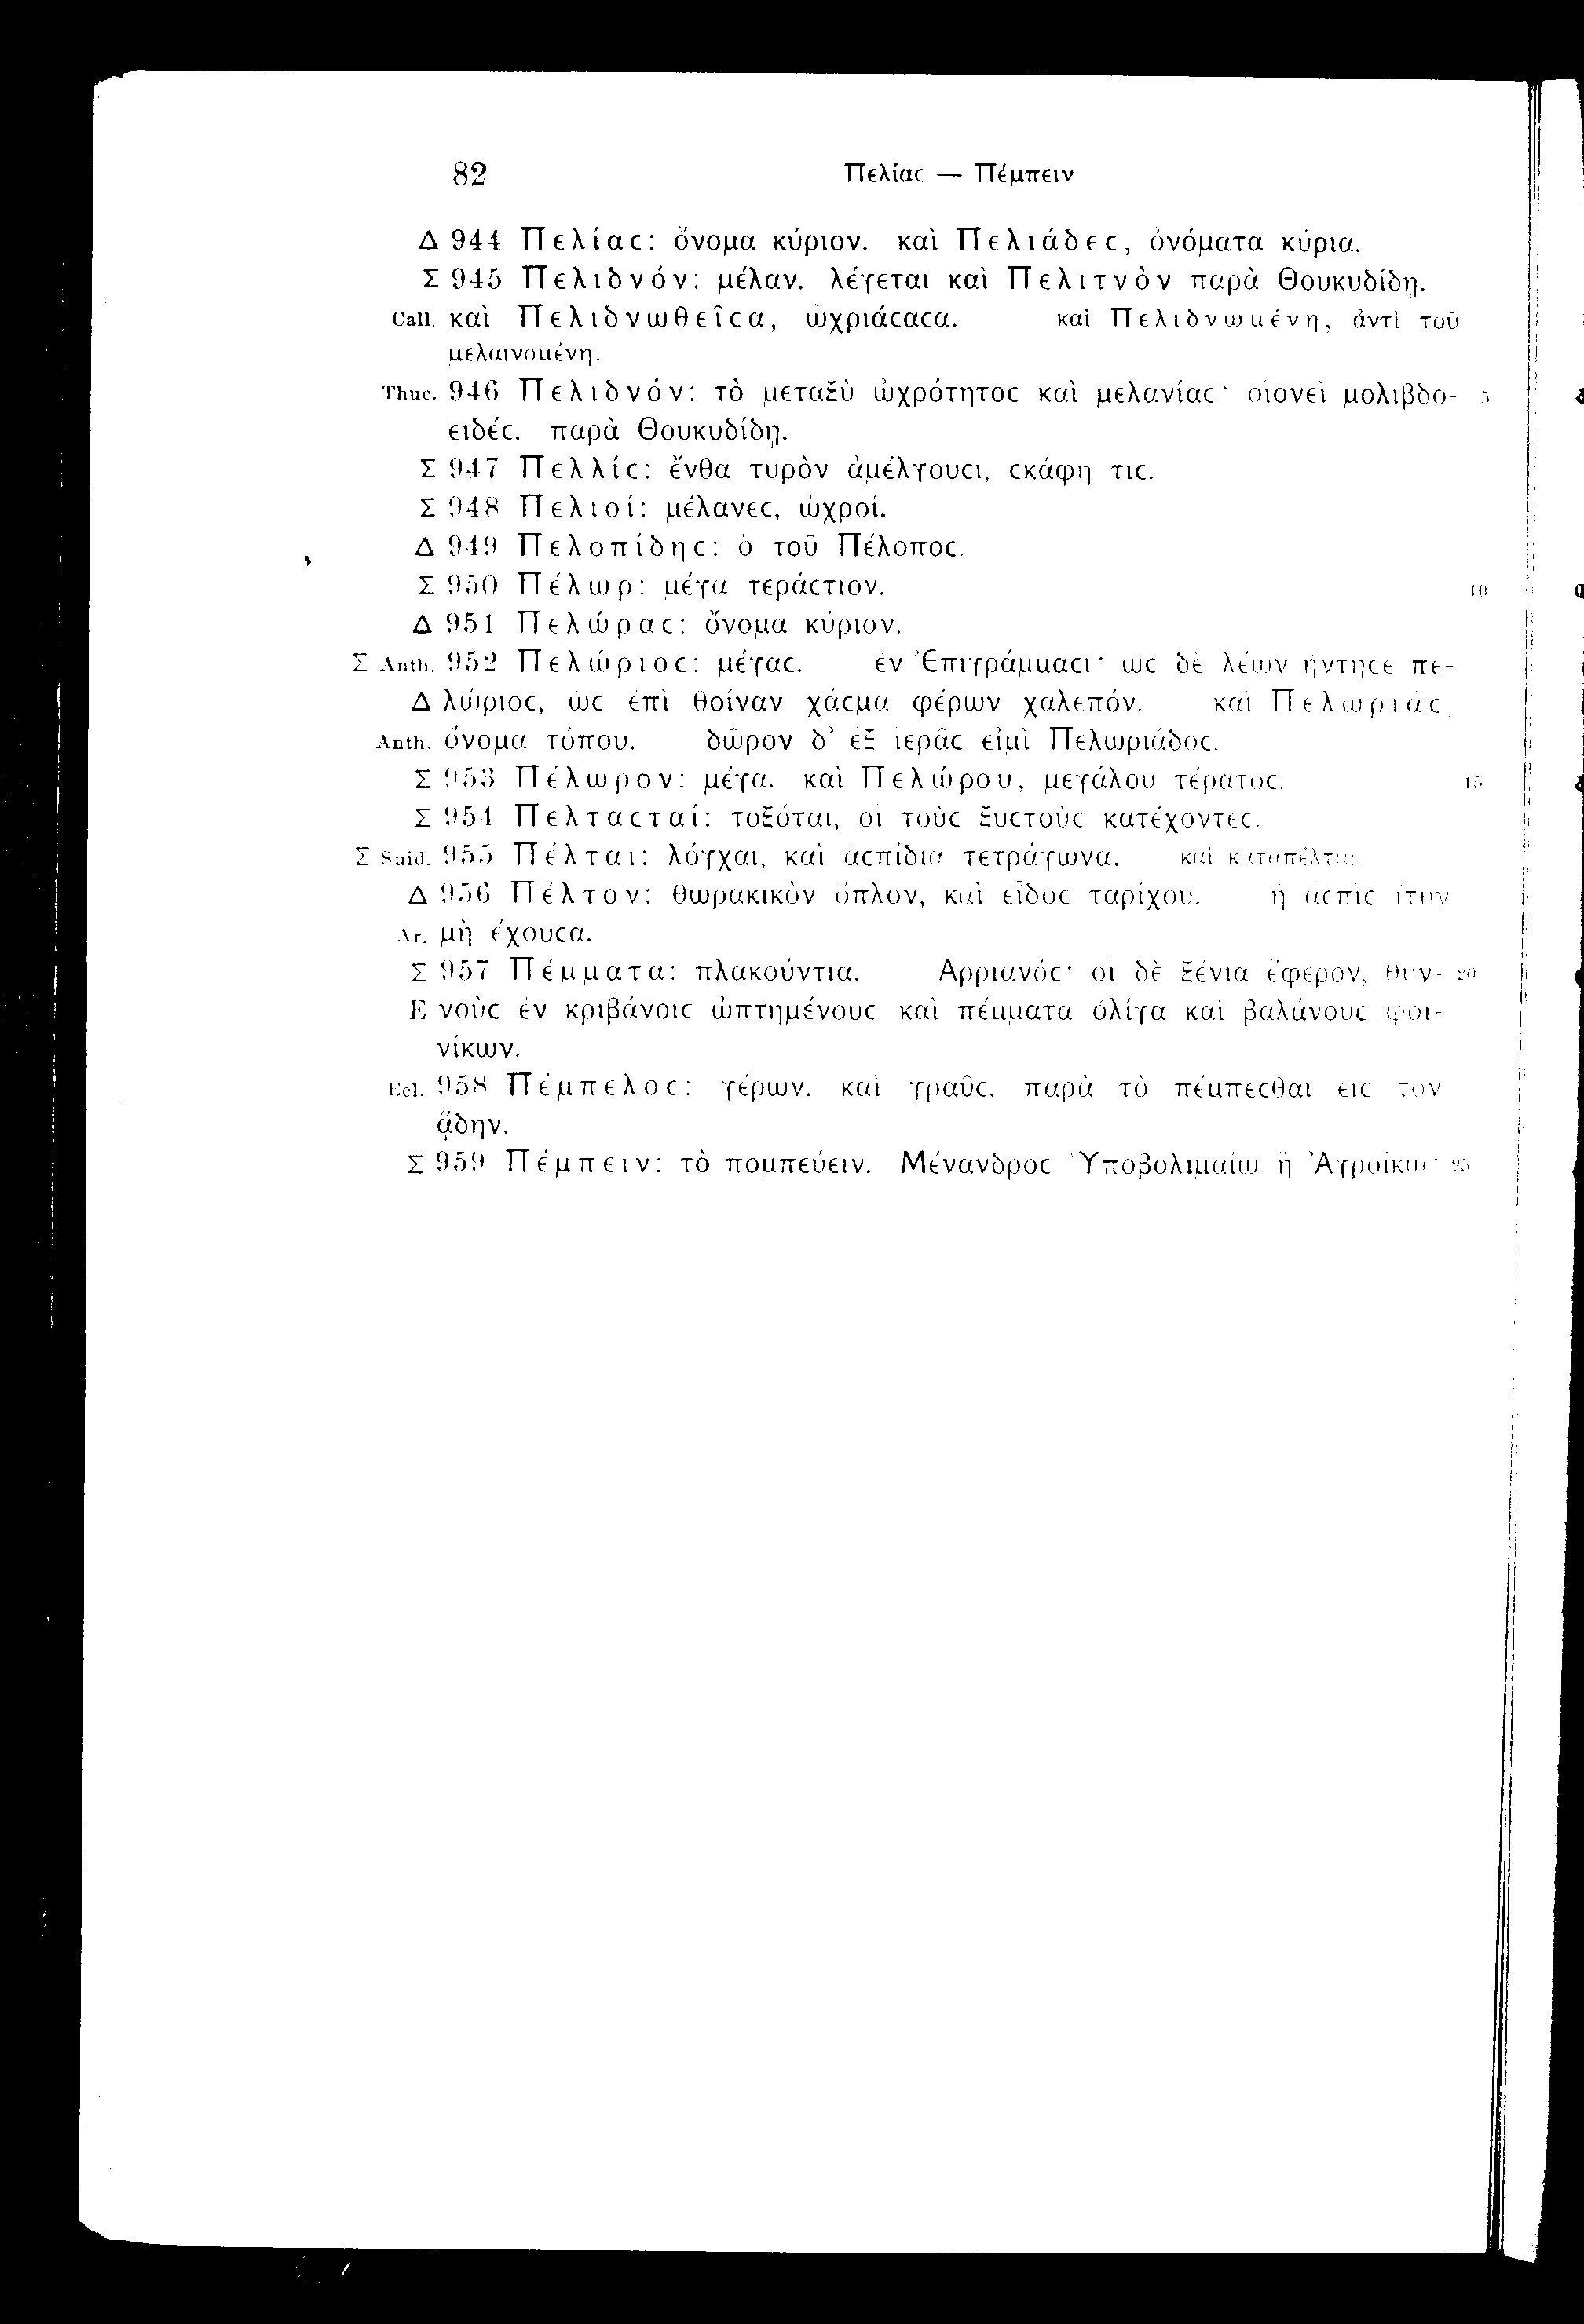 82 Πελίαϲ — Πέμπειν
Δ 944 Πελίαϲ: ὄνομα κύριον. καὶ Πελιάδεϲ, ὀνόματα κύρια.
Σ 945 Πελιδνόν: μέλαν. λέγεται καὶ Πελιτνὸν παρὰ Θουκυδίδῃ.
Call. καὶ Πελιδνωθεῖϲα, ὠχριάϲαϲα. καὶ Πελιδνωμένη, ἀντὶ τοῦ
μελαινομένη.
Thuc. 946 Πελιδνόν: τὸ μεταξὺ ὠχρότητοϲ καὶ μελανίαϲ· οἱονεὶ μολιβδο- 5
ειδέϲ. παρὰ Θουκυδίδῃ.
Σ 947 Πελλίϲ: ἔνθα τυρὸν ἀμέλγουϲι, ϲκάφη τιϲ.
Σ 948 Πελιοί: μέλανεϲ, ὠχροί.
Δ 949 Πελοπίδηϲ: ὁ τοῦ Πέλοποϲ.
Σ 950 Πέλωρ: μέγα τεράϲτιον. 10
Δ 951 Πελώραϲ: ὄνομα κύριον.
Σ Anth. 952 Πελώριοϲ: μέγαϲ. ἐν Ἐπιγράμμαϲι· ὡϲ δὲ λέων ἤντηϲε πε-
Δ λώριοϲ, ὡϲ ἐπὶ θοίναν χάϲμα φέρων χαλεπόν. καὶ Πελωριάϲ,
Anth. ὄνομα τόπου. δῶρον δ’ ἐξ ἱερᾶϲ εἰμὶ Πελωριάδοϲ.
Σ 953 Πέλωρον: μέγα. καὶ Πελώρου, μεγάλου τέρατοϲ. 15
Σ 954 Πελταϲταί: τοξόται, οἱ τοὺϲ ξυϲτοὺϲ κατέχοντεϲ.
Σ Suid. 955 Πέλται: λόγχαι, καὶ ἀϲπίδια τετράγωνα. καὶ καταπέλται.
Δ 956 Πέλτον: θωρακικὸν ὅπλον, καὶ εἶδοϲ ταρίχου. ἢ ἀϲπὶϲ ἴτυν
Ar. μὴ ἔχουϲα.
Σ 957 Πέμματα: πλακούντια. Ἀρριανόϲ· οἱ δὲ ξένια ἔφερον, θυν- 20
E νοὺϲ ἐν κριβάνοιϲ ὠπτημένουϲ καὶ πέμματα ὀλίγα καὶ βαλάνουϲ φοι-
νίκων.
Ecl. 958 Πέμπελοϲ: γέρων. καὶ γραῦϲ. παρὰ τὸ πέμπεϲθαι εἰϲ τὸν
ᾅδην.
Σ 959 Πέμπειν: τὸ πομπεύειν. Μένανδροϲ Ὑποβολιμαίῳ ἢ Ἀγροίκῳ· 25